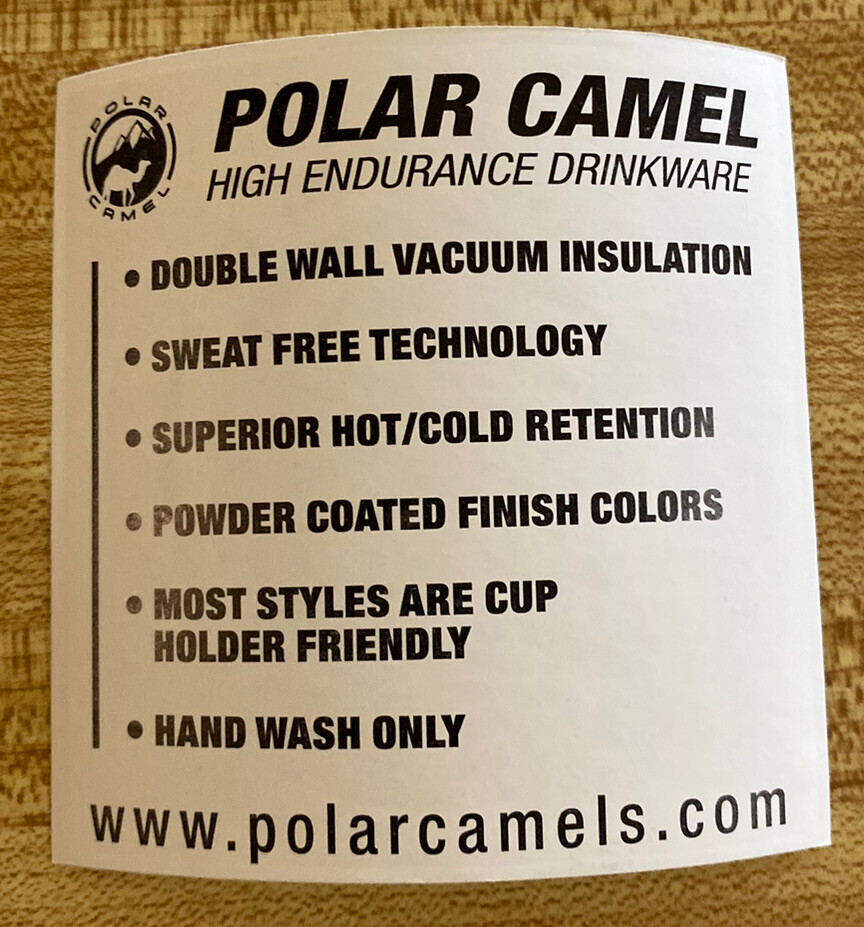 POLAR
CAMEL
POLAR CAMEL
HIGH ENDURANCE DRINKWARE
• DOUBLE WALL VACUUM INSULATION
• SWEAT FREE TECHNOLOGY
• SUPERIOR HOT/COLD RETENTION
• POWDER COATED FINISH COLORS
• MOST STYLES ARE CUP
HOLDER FRIENDLY
• HAND WASH ONLY
www.polarcamels.com